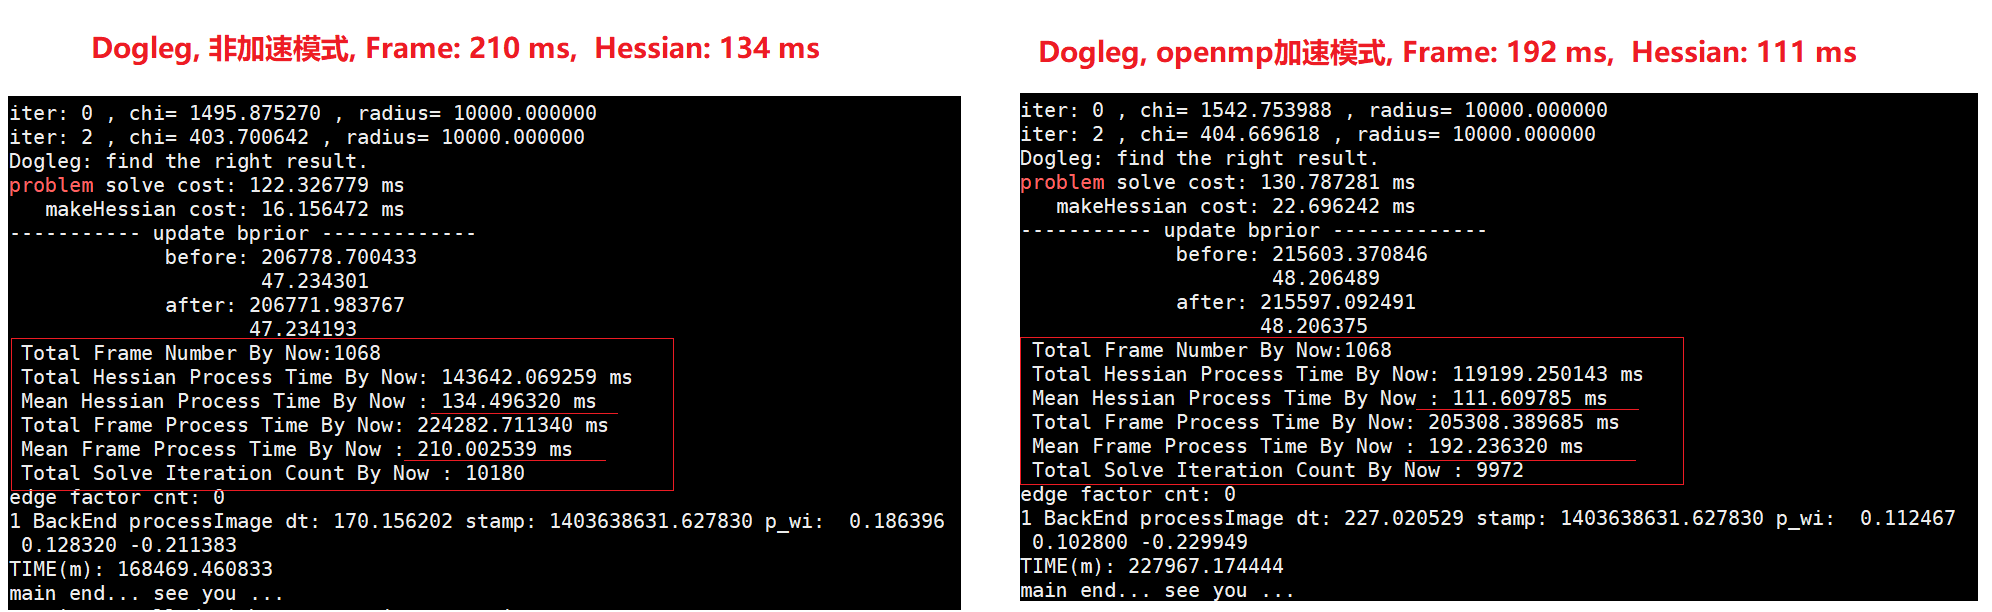 Dogleg, 非加速模式, Frame: 210 ms,  Hessian: 134 ms
iter: 0 , chi= 1495.875270 , radius= 10000.000000
iter: 2 , chi= 403.700642 , radius= 10000.000000
Dogleg: find the right result.
problem solve cost: 122.326779 ms
   makeHessian cost: 16.156472 ms
----------- update bprior -------------
             before: 206778.700433
                     47.234301
             after: 206771.983767
                    47.234193
 Total Frame Number By Now:1068
 Total Hessian Process Time By Now: 143642.069259 ms
 Mean Hessian Process Time By Now : 134.496320 ms
 Total Frame Process Time By Now: 224282.711340 ms
 Mean Frame Process Time By Now : 210.002539 ms
 Total Solve Iteration Count By Now : 10180
edge factor cnt: 0
1 BackEnd processImage dt: 170.156202 stamp: 1403638631.627830 p_wi:  0.186396
 0.128320 -0.211383
TIME(m): 168469.460833
main end... see you ...
Dogleg, openmp加速模式, Frame: 192 ms,  Hessian: 111 ms
iter: 0 , chi= 1542.753988 , radius= 10000.000000
iter: 2 , chi= 404.669618 , radius= 10000.000000
Dogleg: find the right result.
problem solve cost: 130.787281 ms
   makeHessian cost: 22.696242 ms
----------- update bprior -------------
             before: 215603.370846
                     48.206489
             after: 215597.092491
                    48.206375
 Total Frame Number By Now:1068
 Total Hessian Process Time By Now: 119199.250143 ms
 Mean Hessian Process Time By Now : 111.609785 ms
 Total Frame Process Time By Now: 205308.389685 ms
 Mean Frame Process Time By Now : 192.236320 ms
 Total Solve Iteration Count By Now : 9972
edge factor cnt: 0
1 BackEnd processImage dt: 227.020529 stamp: 1403638631.627830 p_wi:  0.112467
 0.102800 -0.229949
TIME(m): 227967.174444
main end... see you ...